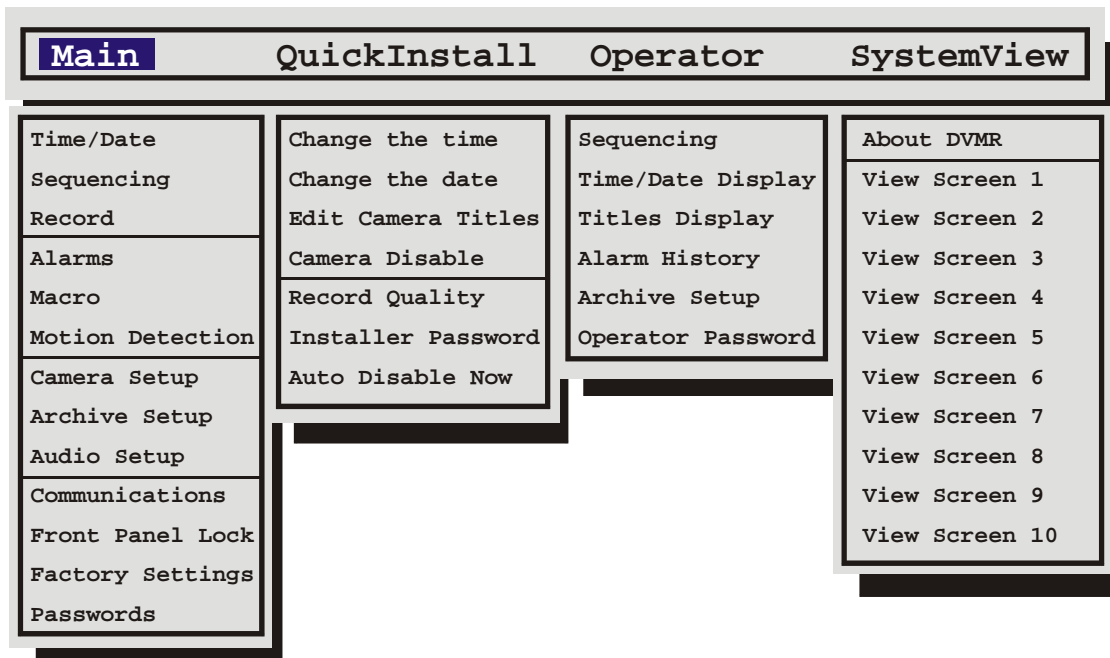 Main QuickInstall Operator SystemView
Time/Date
Sequencing
Record
Alarms
Macro
Motion Detection
Camera Setup
Archive Setup
Audio Setup
Communications
Front Panel Lock
Factory Settings
Passwords
Change the time
Change the date
Edit Camera Titles
Camera Disable
Record Quality
Installer Password
Auto Disable Now
Sequencing
Time/Date Display
Titles Display
Alarm History
Archive Setup
Operator Password
About DVMR
View Screen 1
View Screen 2
View Screen 3
View Screen 4
View Screen 5
View Screen 6
View Screen 7
View Screen 8
View Screen 9
View Screen 10